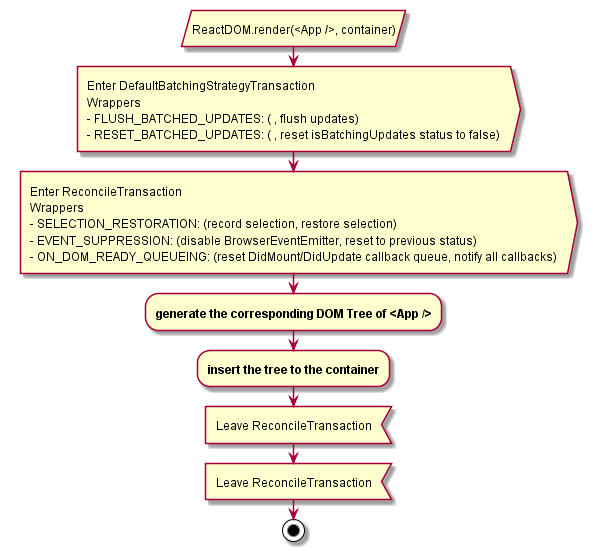 ReactDOM.render(<App />, container)
Enter DefaultBatchingStrategyTransaction
Wrappers
- FLUSH_BATCHED_UPDATES: ( , flush updates)
- RESET_BATCHED_UPDATES: ( , reset isBatchingUpdates status to false)
Enter ReconcileTransaction
Wrappers
- SELECTION_RESTORATION: (record selection, restore selection)
- EVENT_SUPPRESSION: (disable BrowserEventEmitter, reset to previous status)
- ON_DOM_READY_QUEUEING: (reset DidMount/DidUpdate callback queue, notify all callbacks)
generate the corresponding DOM Tree of <App />
insert the tree to the container
Leave ReconcileTransaction
Leave ReconcileTransaction